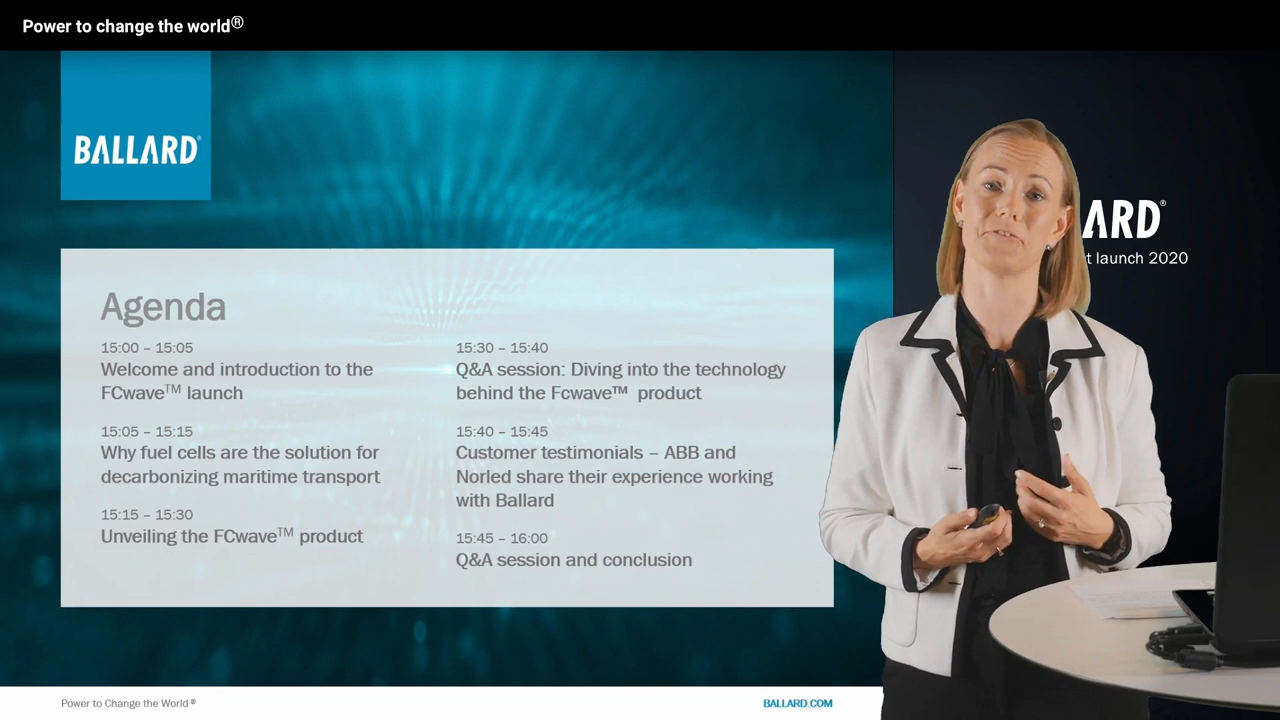 Power to change the world®
BALLARD®
ARD®
t launch 2020
Agenda
15:00 – 15:05
Welcome and introduction to the
FCwave™ launch
15:05 – 15:15
Why fuel cells are the solution for
decarbonizing maritime transport
15:15 – 15:30
Unveiling the FCwave™ product
15:30 – 15:40
Q&A session: Diving into the technology
behind the Fcwave™ product
15:40 – 15:45
Customer testimonials – ABB and
Norled share their experience working
with Ballard
15:45 – 16:00
Q&A session and conclusion
Power to Change the World®
BALLARD.COM